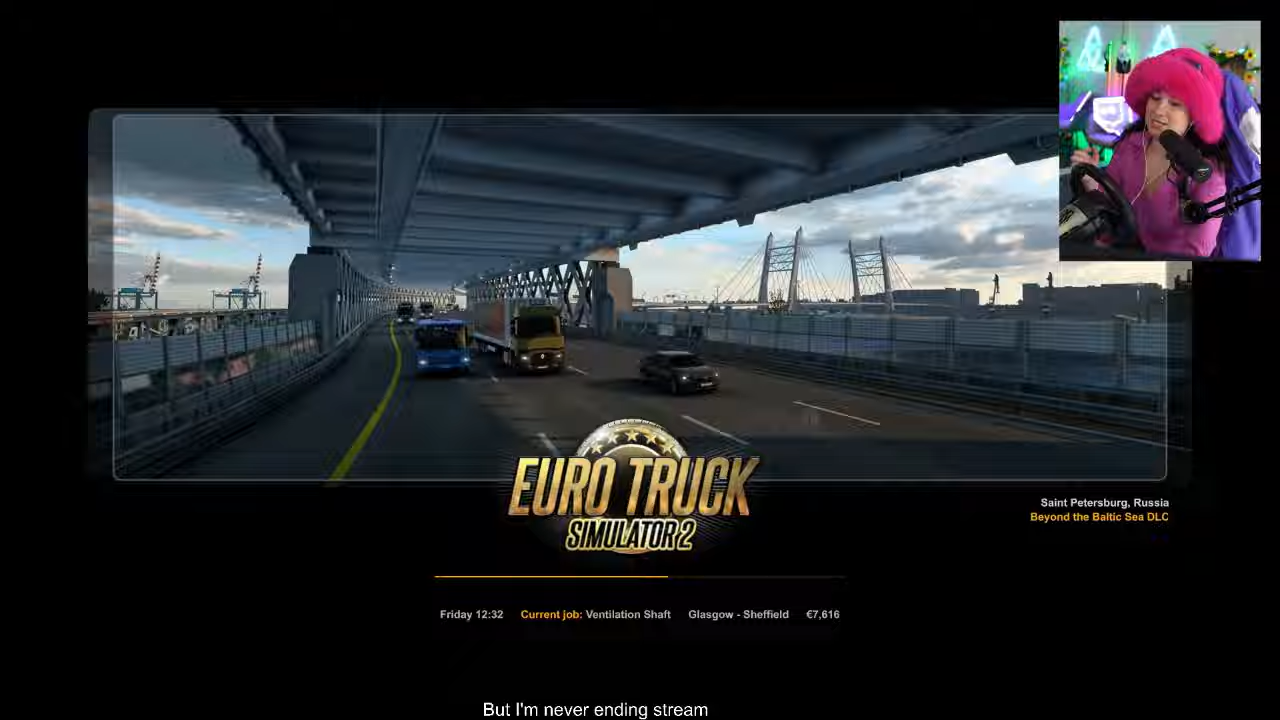 EURO TRUCK
SIMULATOR 2
Saint Petersburg, Russia
Beyond the Baltic Sea DLC
Friday 12:32 Current job: Ventilation Shaft Glasgow - Sheffield €7,616
But I'm never ending stream